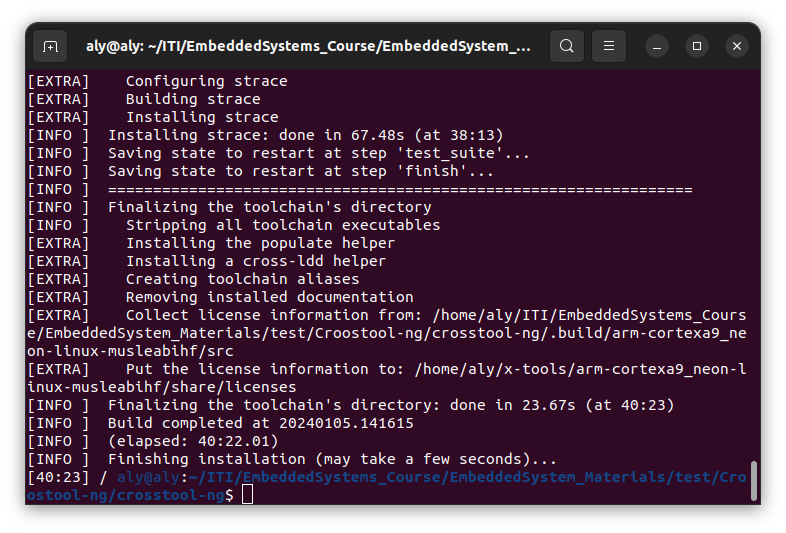 aly@aly: ~/ITI/EmbeddedSystems_Course/EmbeddedSystem_...
[EXTRA]    Configuring strace
[EXTRA]    Building strace
[EXTRA]    Installing strace
[INFO ]  Installing strace: done in 67.48s (at 38:13)
[INFO ]  Saving state to restart at step 'test_suite'...
[INFO ]  Saving state to restart at step 'finish'...
[INFO ]  =================================================================
[INFO ]  Finalizing the toolchain's directory
[INFO ]    Stripping all toolchain executables
[EXTRA]    Installing the populate helper
[EXTRA]    Installing a cross-ldd helper
[EXTRA]    Creating toolchain aliases
[EXTRA]    Removing installed documentation
[EXTRA]    Collect license information from: /home/aly/ITI/EmbeddedSystems_Cours
e/EmbeddedSystem_Materials/test/Croostool-ng/crosstool-ng/.build/arm-cortexa9_ne
on-linux-musleabihf/src
[EXTRA]    Put the license information to: /home/aly/x-tools/arm-cortexa9_neon-l
inux-musleabihf/share/licenses
[INFO ]  Finalizing the toolchain's directory: done in 23.67s (at 40:23)
[INFO ]  Build completed at 20240105.141615
[INFO ]  (elapsed: 40:22.01)
[INFO ]  Finishing installation (may take a few seconds)...
[40:23] / aly@aly:~/ITI/EmbeddedSystems_Course/EmbeddedSystem_Materials/test/Cro
ostool-ng/crosstool-ng$